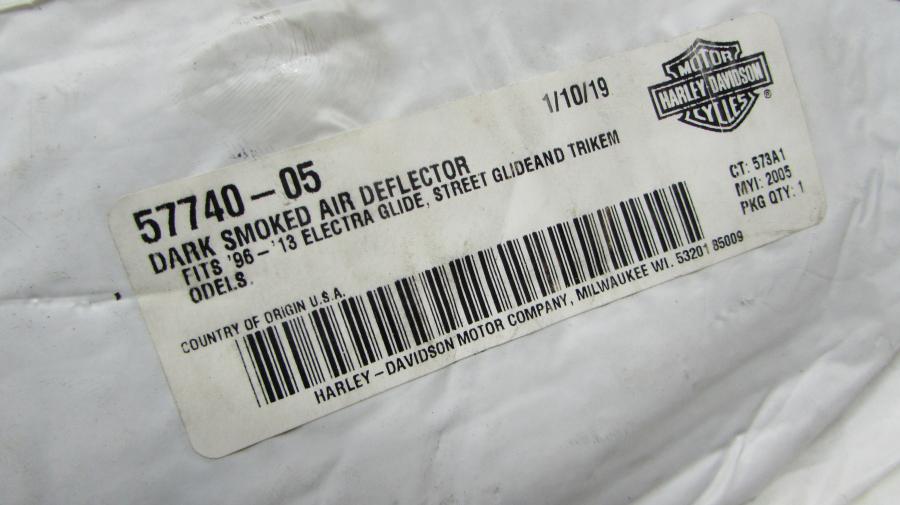 1/10/19
MOTOR
HARLEY-DAVIDSON
CYCLES
®
57740-05
DARK SMOKED AIR DEFLECTOR
FITS '96-'13 ELECTRA GLIDE, STREET GLIDEAND TRIKEM
ODELS.
CT: 573A1
MYI: 2005
PKG QTY: 1
COUNTRY OF ORIGIN U.S.A.
HARLEY-DAVIDSON MOTOR COMPANY, MILWAUKEE WI. 53201 85009